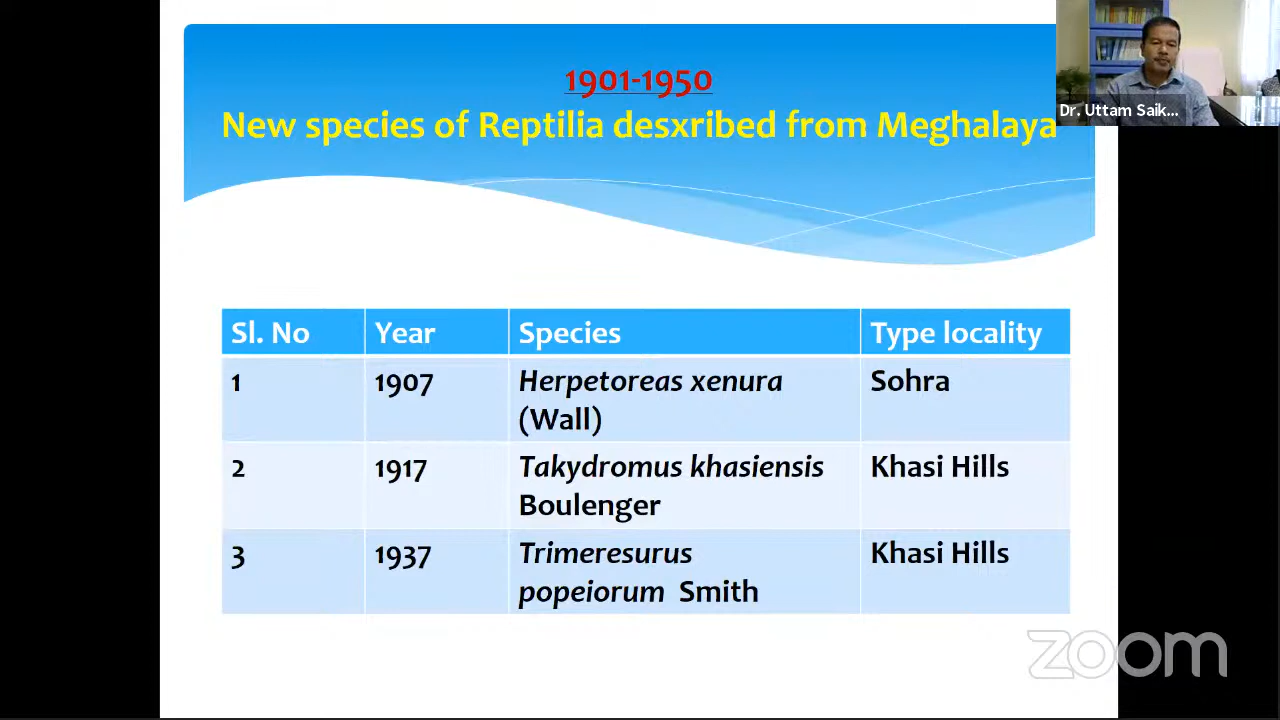 1901-1950
New species of Reptilia desxribed from Meghalaya
Dr. Uttam Saik...
Sl. No Year Species Type locality
1 1907 Herpetoreas xenura Sohra
(Wall)
2 1917 Takydromus khasiensis Khasi Hills
Boulenger
3 1937 Trimeresurus Khasi Hills
popeiorum Smith
zoom